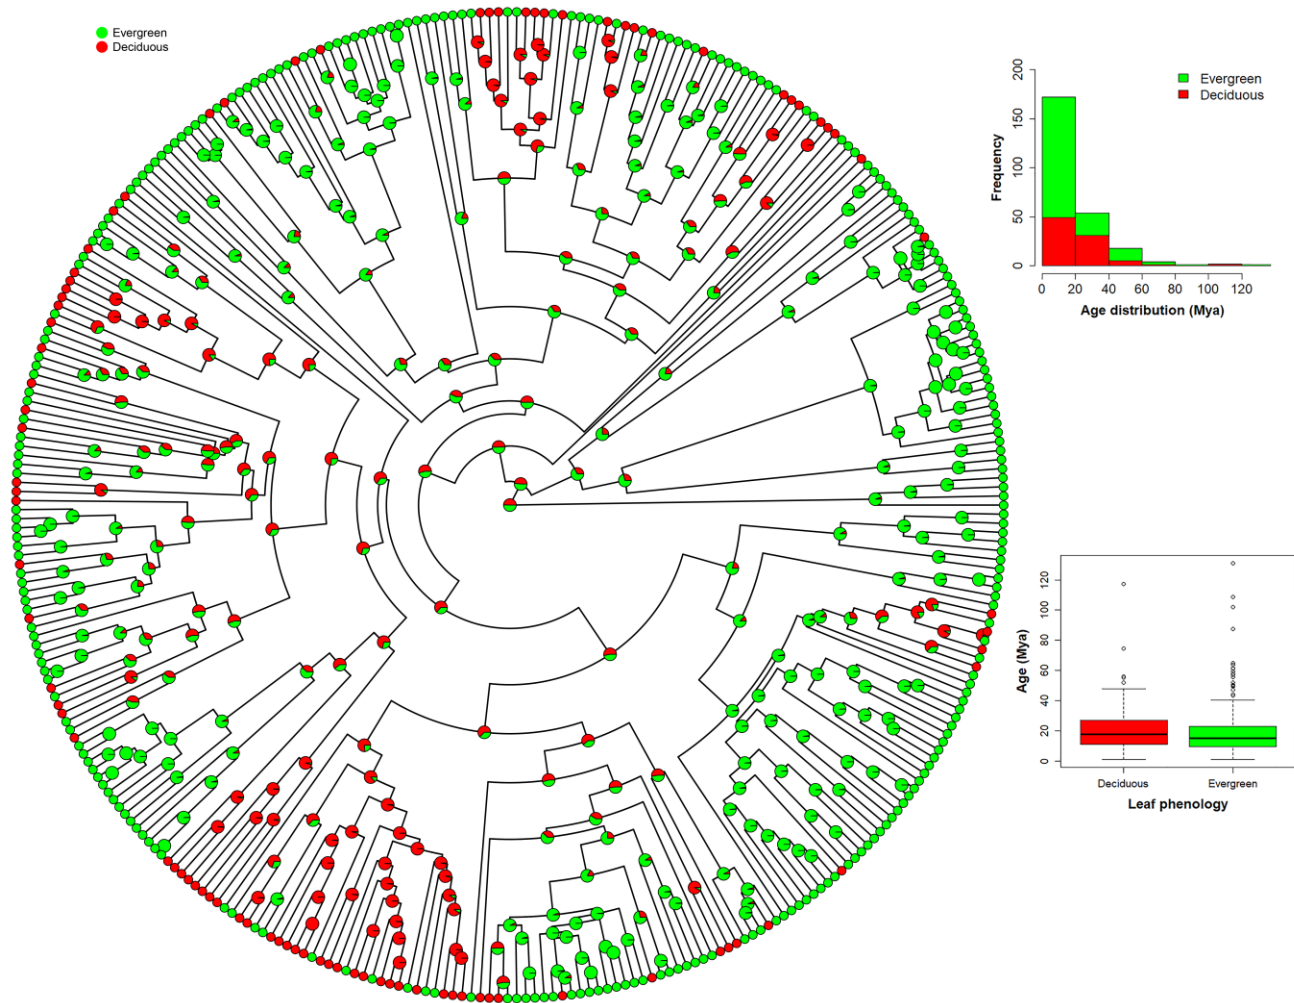 Evergreen
Deciduous
200
150
100
50
0
Frequency
Evergreen
Deciduous
0 20 40 60 80 100 120
Age distribution (Mya)
120
100
80
60
40
20
0
Age (Mya)
Deciduous Evergreen
Leaf phenology